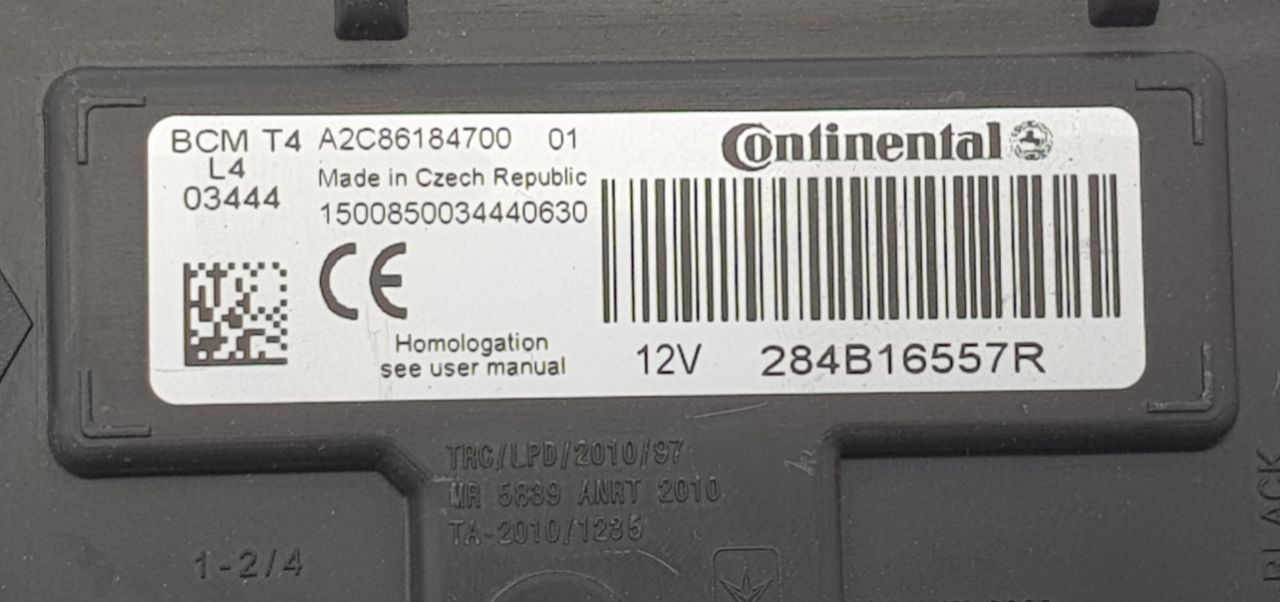 BCM T4
L4
03444
A2C86184700 01
Made in Czech Republic
1500850034440630
CE
Homologation
see user manual
Continental
12V 284B16557R
TRC/LPD/2010/97
MR 5839 ANRT 2010
TA-2010/1235
1-2/4
BLACK